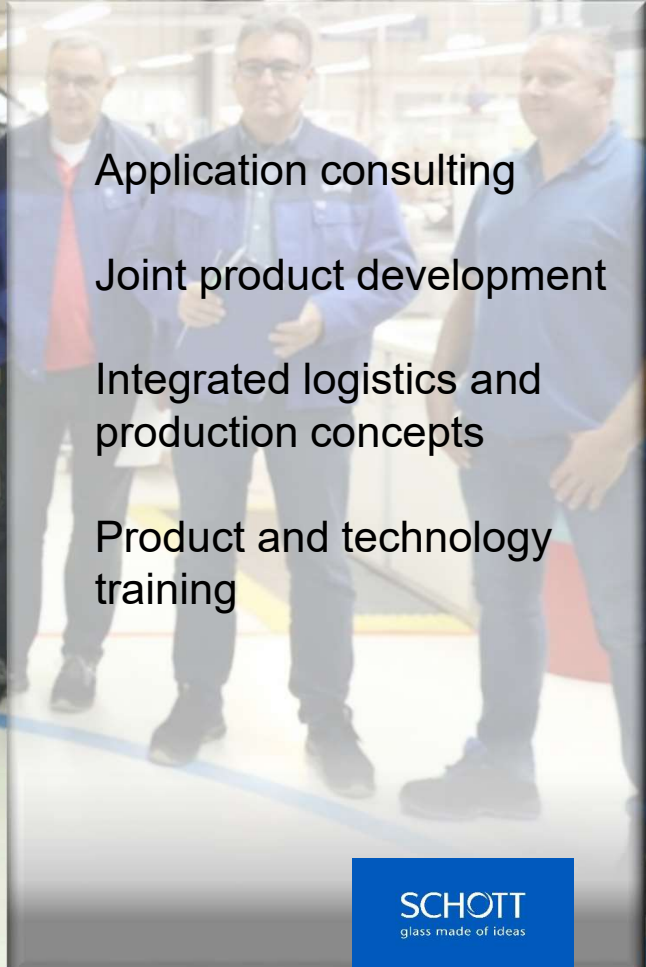 Application consulting
Joint product development
Integrated logistics and
production concepts
Product and technology
training
SCHOTT
glass made of ideas